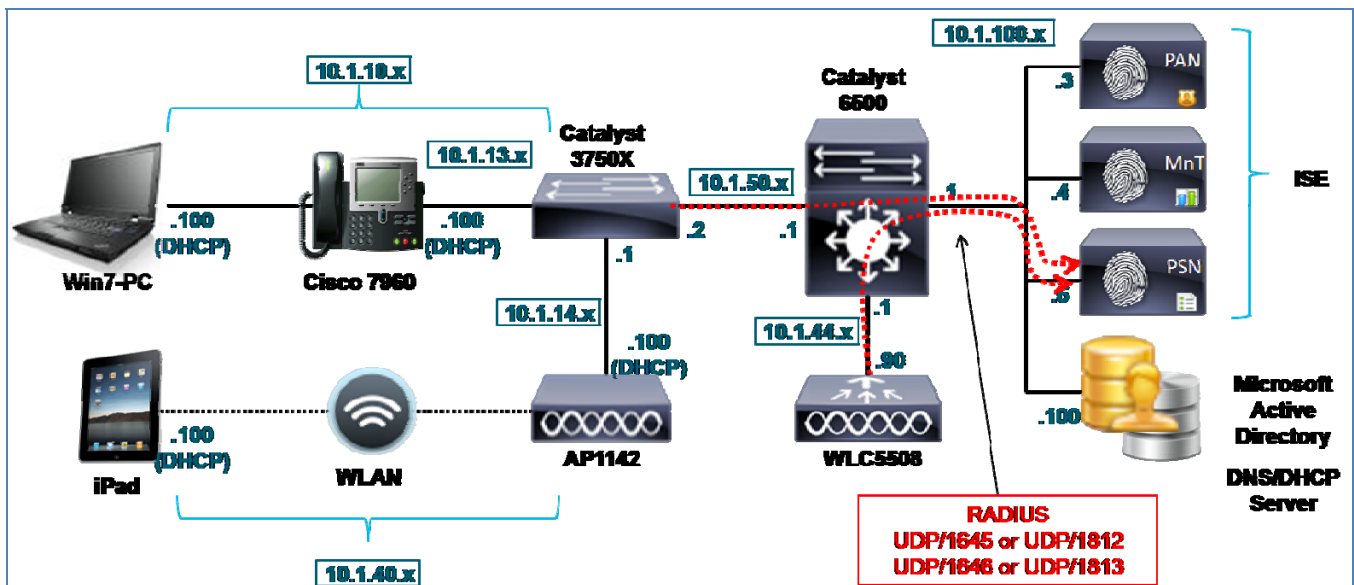 10.1.10.x
10.1.100.x
PAN
.3
Catalyst
6500
Catalyst
3750X
10.1.13.x
10.1.50.x
MnT
.4
ISE
.100
(DHCP)
.100
(DHCP)
.1
.2
.1
1
PSN
Win7-PC
Cisco 7960
10.1.14.x
.100
(DHCP)
10.1.44.x
.1
.90
.100
(DHCP)
iPad
WLAN
AP1142
WLC5508
.100
Microsoft
Active
Directory
DNS/DHCP
Server
10.1.40.x
RADIUS
UDP/1645 or UDP/1812
UDP/1646 or UDP/1813